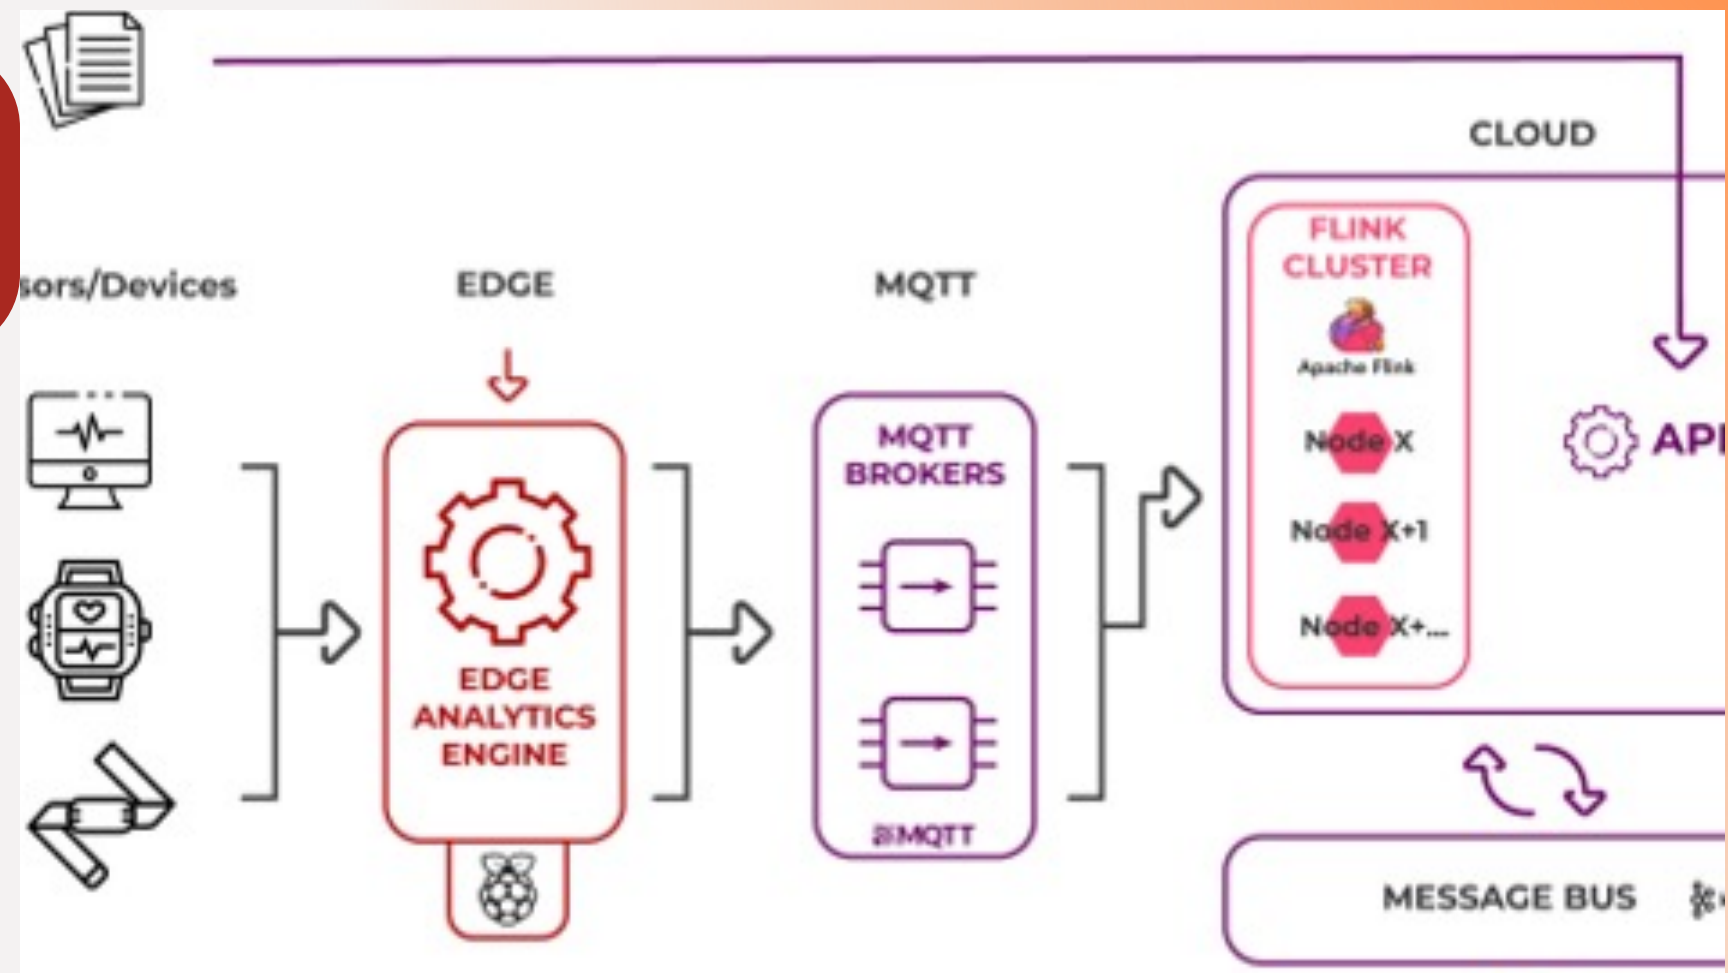 CLOUD
sors/Devices
EDGE
MQTT
FLINK
CLUSTER
Apache Flink
Node X
Node X+1
Node X+...
API
MQTT
BROKERS
MQTT
EDGE
ANALYTICS
ENGINE
MESSAGE BUS